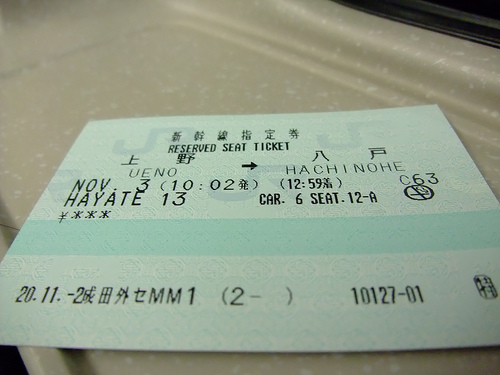 新幹線指定券
RESERVED SEAT TICKET
上野 → 八戸
UENO HACHINOHE
NOV. 3 (10:02発) (12:59着) C63
HAYATE 13 CAR. 6 SEAT.12-A
¥***
20.11.-2成田外セMM1 (2- ) 10127-01